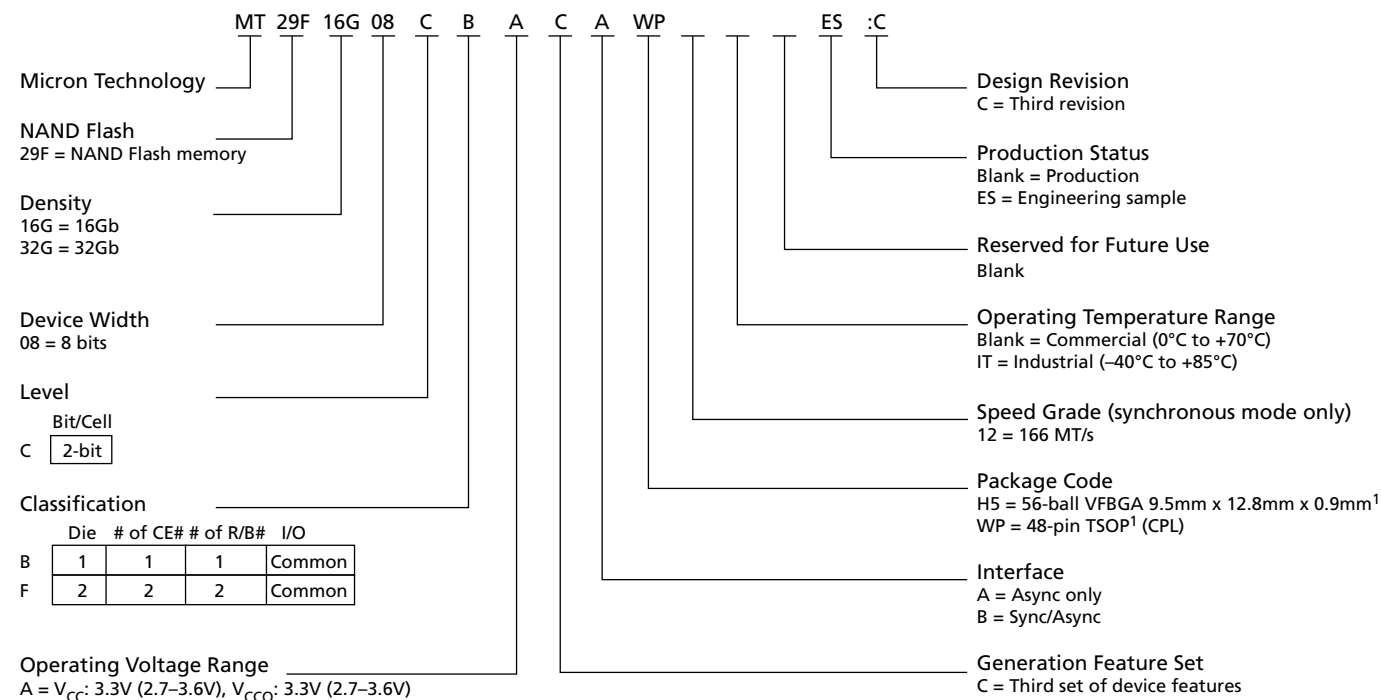 MT 29F 16G 08 C B A C A WP ES :C
Micron Technology
NAND Flash
29F = NAND Flash memory
Density
16G = 16Gb
32G = 32Gb
Device Width
08 = 8 bits
Level
Bit/Cell
C 2-bit
Classification
Die # of CE# # of R/B# I/O
B 1 1 1 Common
F 2 2 2 Common
Operating Voltage Range
A = VCC: 3.3V (2.7–3.6V), VCCQ: 3.3V (2.7–3.6V)
Design Revision
C = Third revision
Production Status
Blank = Production
ES = Engineering sample
Reserved for Future Use
Blank
Operating Temperature Range
Blank = Commercial (0°C to +70°C)
IT = Industrial (–40°C to +85°C)
Speed Grade (synchronous mode only)
12 = 166 MT/s
Package Code
H5 = 56-ball VFBGA 9.5mm x 12.8mm x 0.9mm1
WP = 48-pin TSOP1 (CPL)
Interface
A = Async only
B = Sync/Async
Generation Feature Set
C = Third set of device features